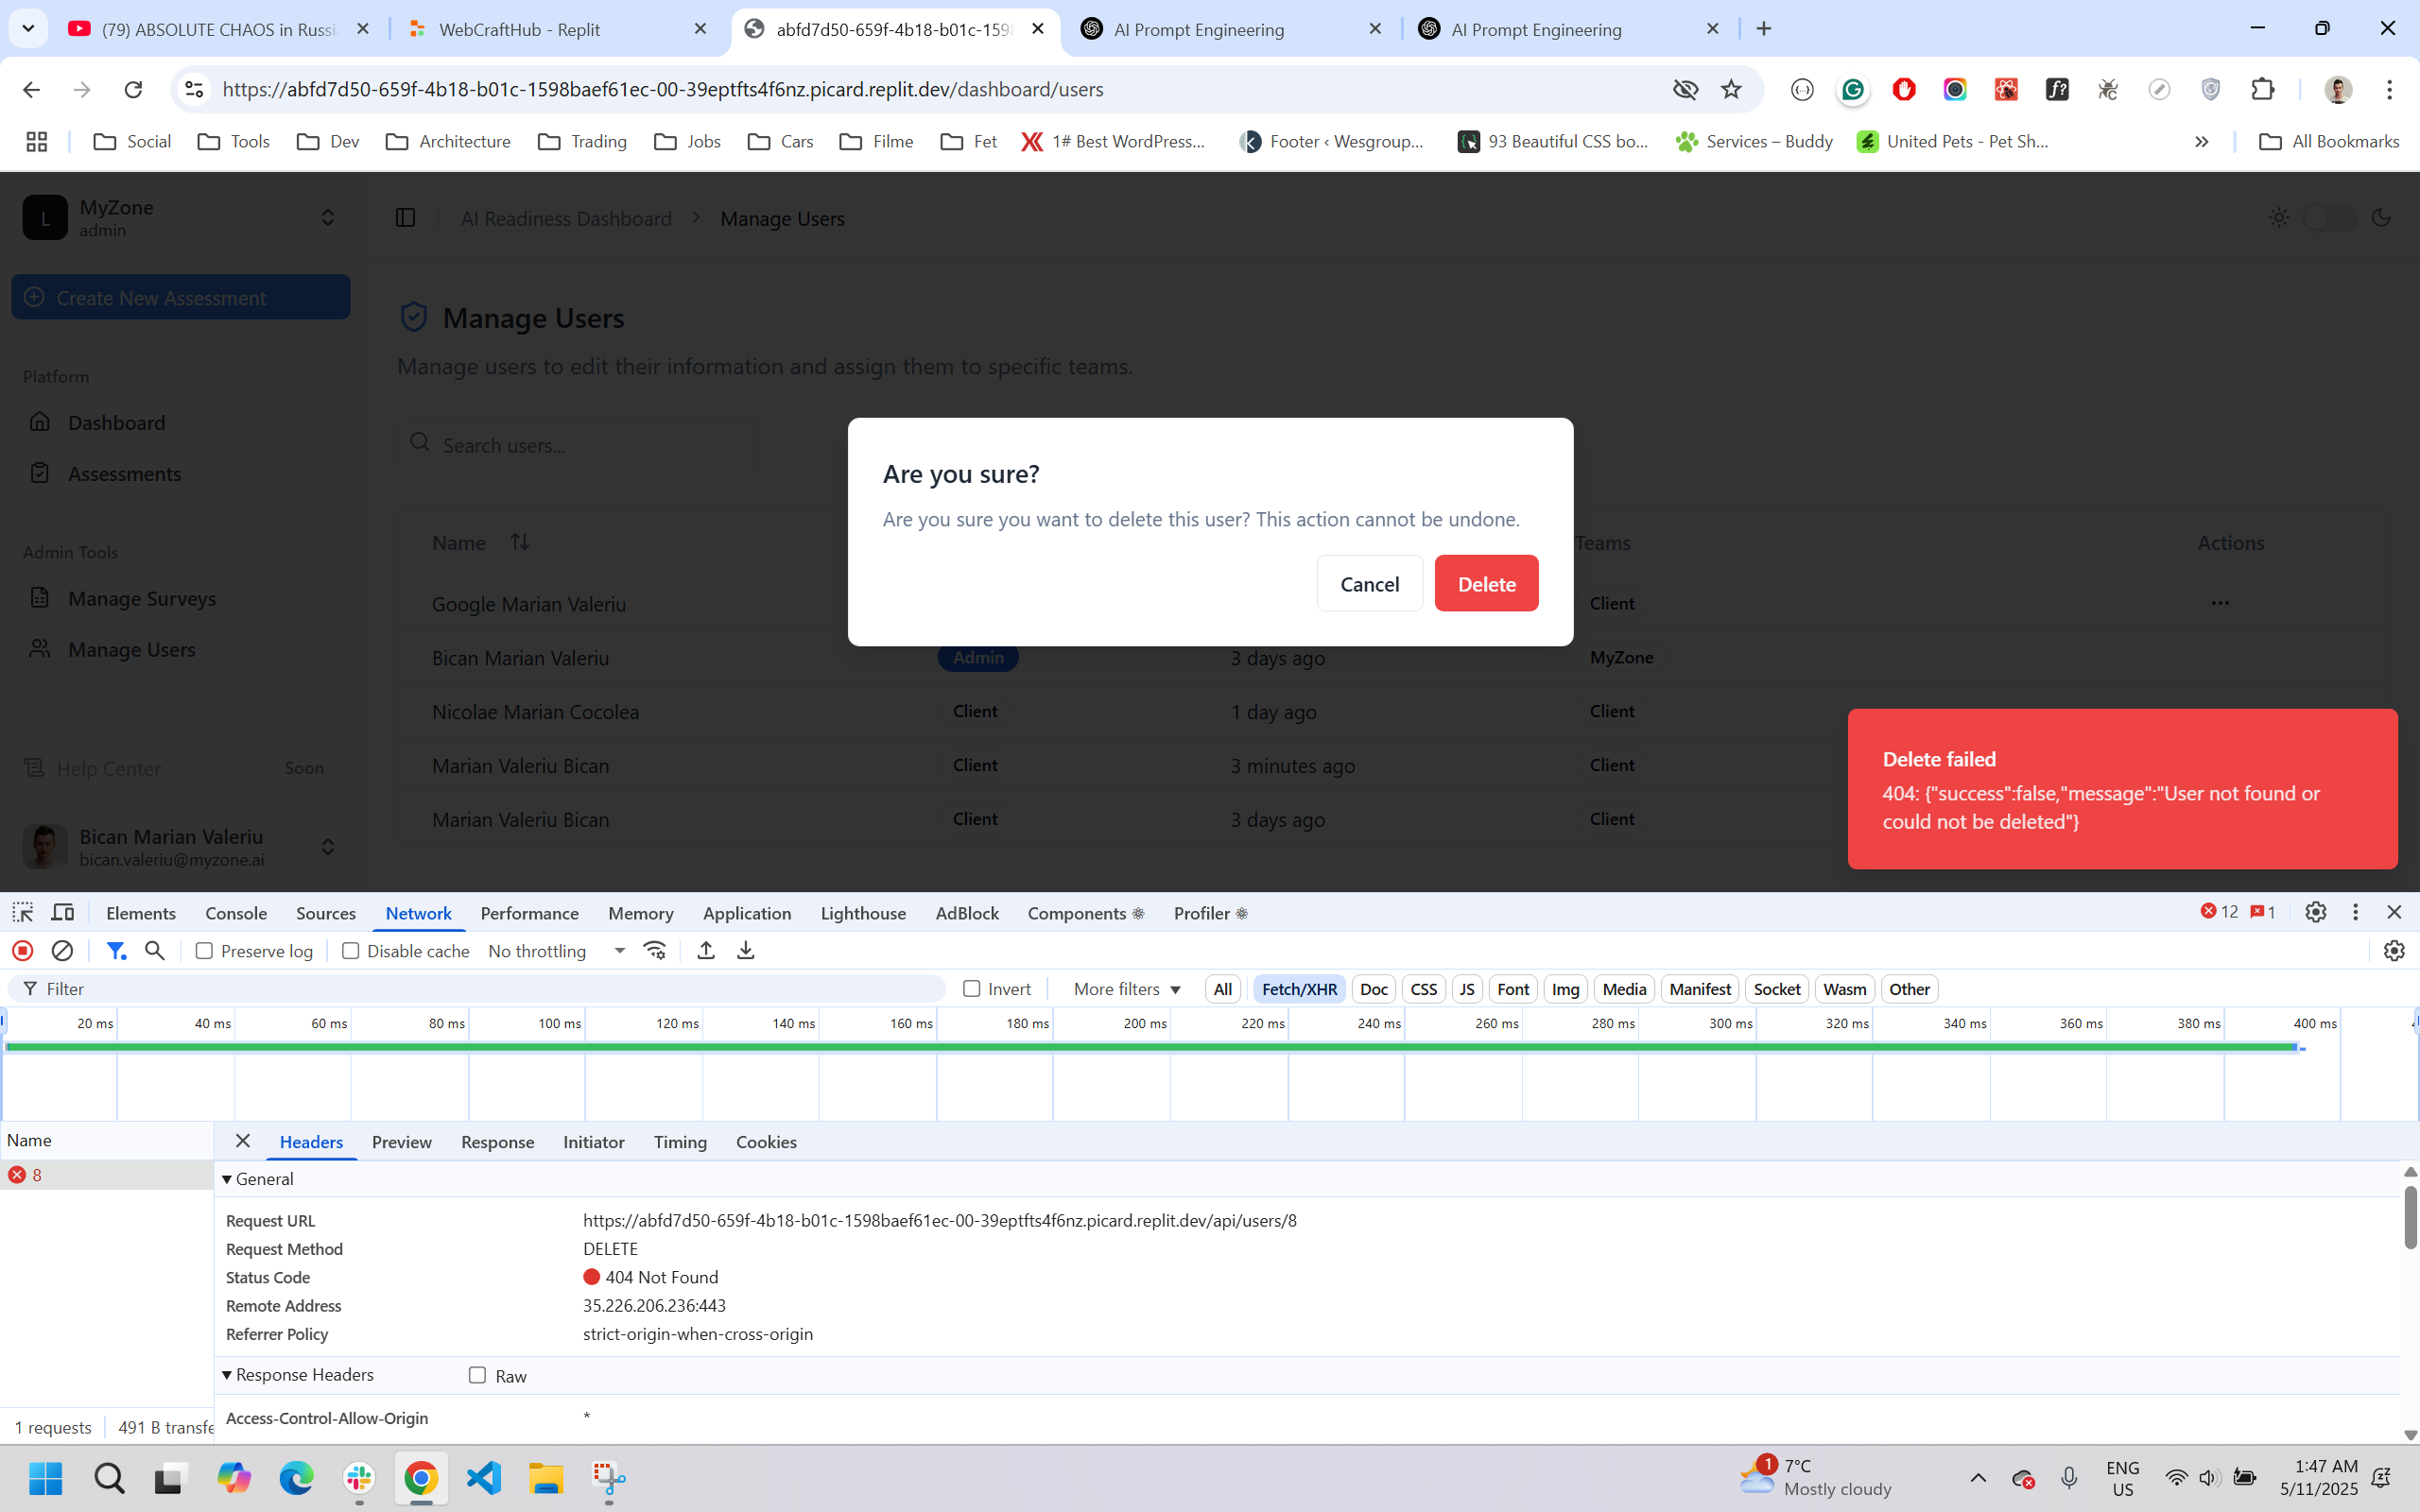 (79) ABSOLUTE CHAOS in Russi
WebCraftHub - Replit
abfd7d50-659f-4b18-b01c-159
AI Prompt Engineering
AI Prompt Engineering
https://abfd7d50-659f-4b18-b01c-1598baef61ec-00-39eptfts4f6nz.picard.replit.dev/dashboard/users
Social
Tools
Dev
Architecture
Trading
Jobs
Cars
Filme
Fet
1# Best WordPress...
Footer ‹ Wesgroup...
93 Beautiful CSS bo...
Services – Buddy
United Pets - Pet Sh...
All Bookmarks
L
MyZone
admin
AI Readiness Dashboard
Manage Users
Create New Assessment
Platform
Dashboard
Assessments
Admin Tools
Manage Surveys
Manage Users
Help Center Soon
Bican Marian Valeriu
bican.valeriu@myzone.ai
Manage Users
Manage users to edit their information and assign them to specific teams.
Search users...
Name Teams Actions
Google Marian Valeriu Client ...
Bican Marian Valeriu Admin 3 days ago MyZone
Nicolae Marian Cocolea Client 1 day ago Client
Marian Valeriu Bican Client 3 minutes ago Client
Marian Valeriu Bican Client 3 days ago Client
Are you sure?
Are you sure you want to delete this user? This action cannot be undone.
Cancel Delete
Delete failed
404: {"success":false,"message":"User not found or
could not be deleted"}
Elements Console Sources Network Performance Memory Application Lighthouse AdBlock Components Profiler 12 1
Preserve log Disable cache No throttling
Filter Invert More filters All Fetch/XHR Doc CSS JS Font Img Media Manifest Socket Wasm Other
20 ms 40 ms 60 ms 80 ms 100 ms 120 ms 140 ms 160 ms 180 ms 200 ms 220 ms 240 ms 260 ms 280 ms 300 ms 320 ms 340 ms 360 ms 380 ms 400 ms
Name
8
1 requests 491 B transfe
Headers Preview Response Initiator Timing Cookies
General
Request URL https://abfd7d50-659f-4b18-b01c-1598baef61ec-00-39eptfts4f6nz.picard.replit.dev/api/users/8
Request Method DELETE
Status Code 404 Not Found
Remote Address 35.226.206.236:443
Referrer Policy strict-origin-when-cross-origin
Response Headers Raw
Access-Control-Allow-Origin *
1
7°C
Mostly cloudy
ENG
US
1:47 AM
5/11/2025